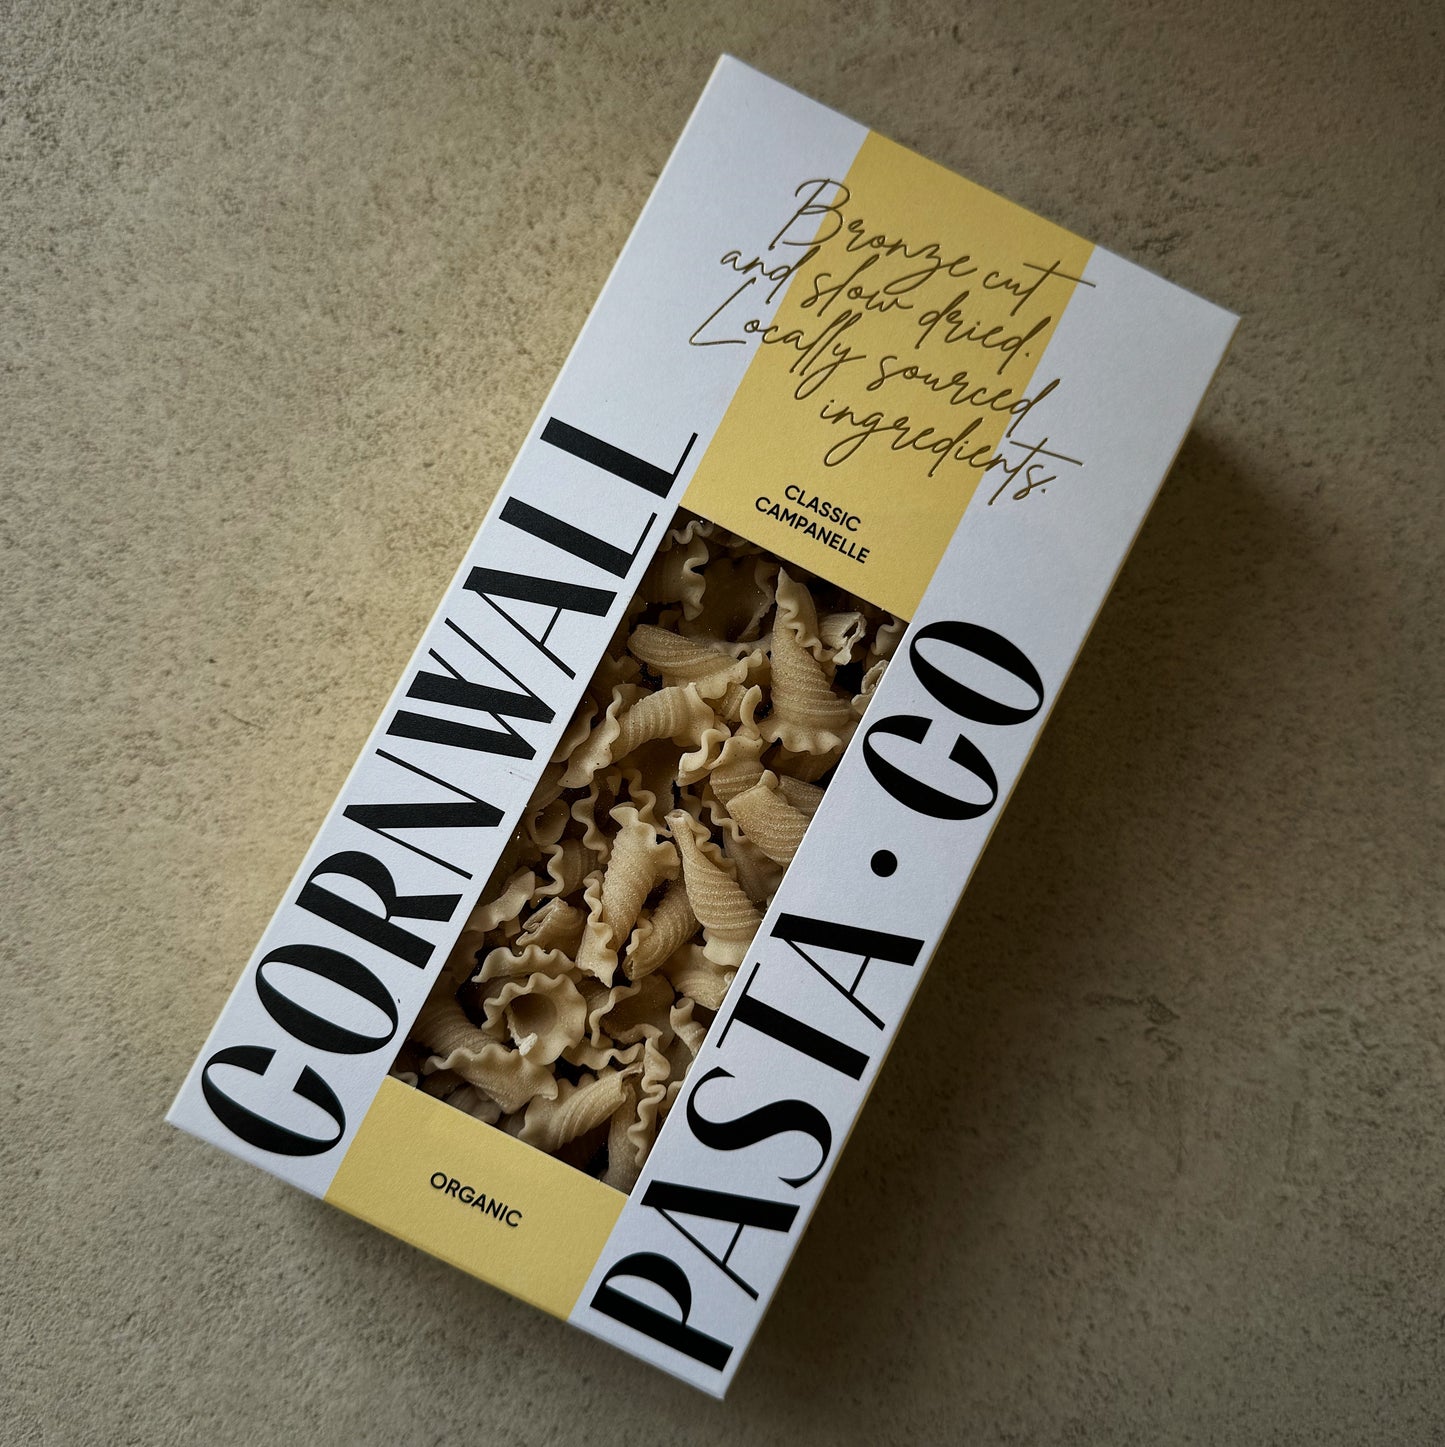 Bronze cut
and slow dried.
Locally sourced
ingredients.
CLASSIC
CAMPANELLE
CORNWALL
PASTA • CO
ORGANIC